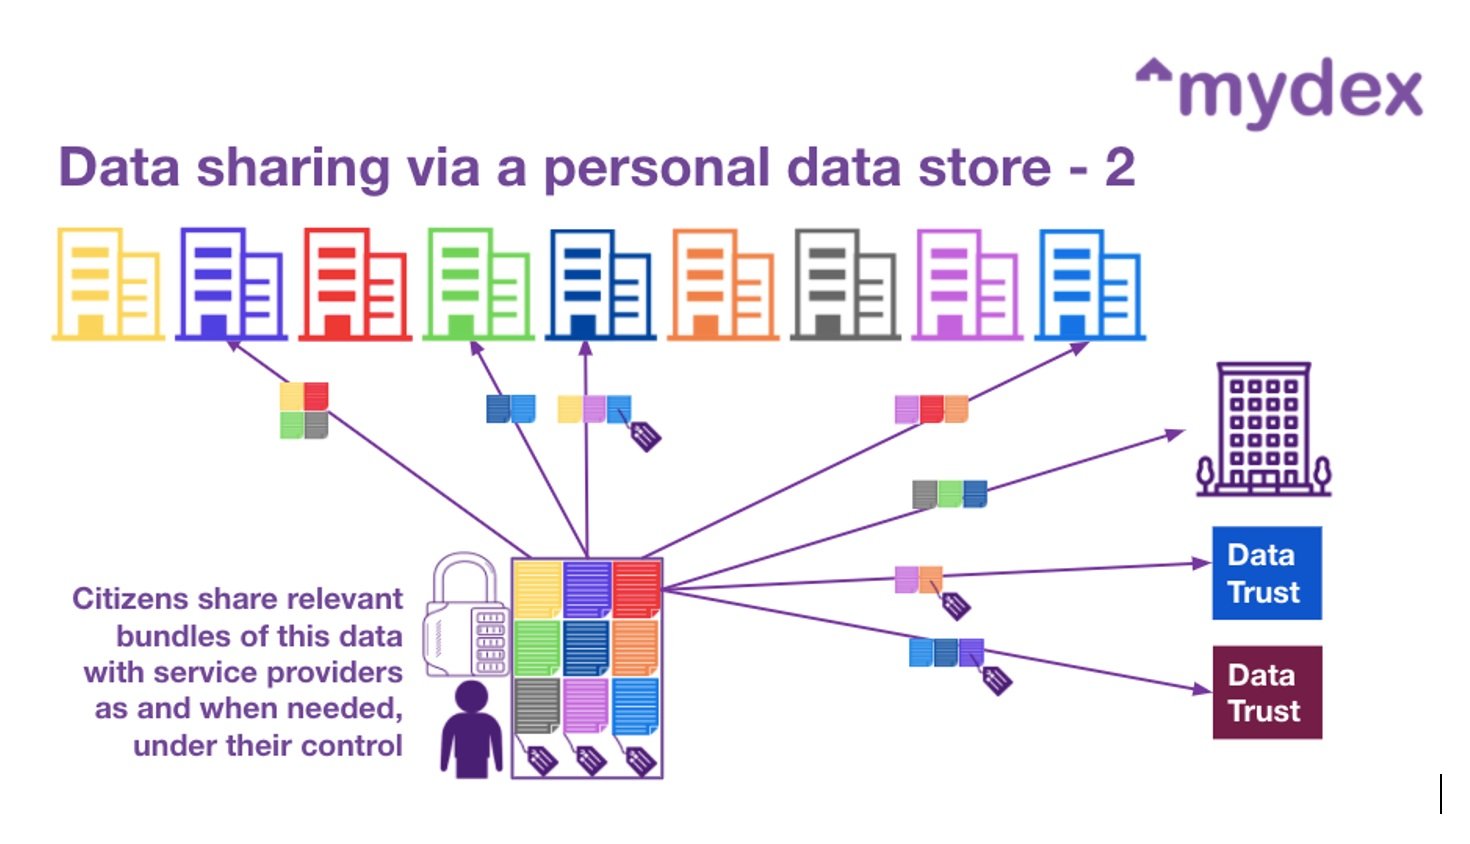 mydex
Data sharing via a personal data store - 2
Citizens share relevant
bundles of this data
with service providers
as and when needed,
under their control
Data
Trust
Data
Trust